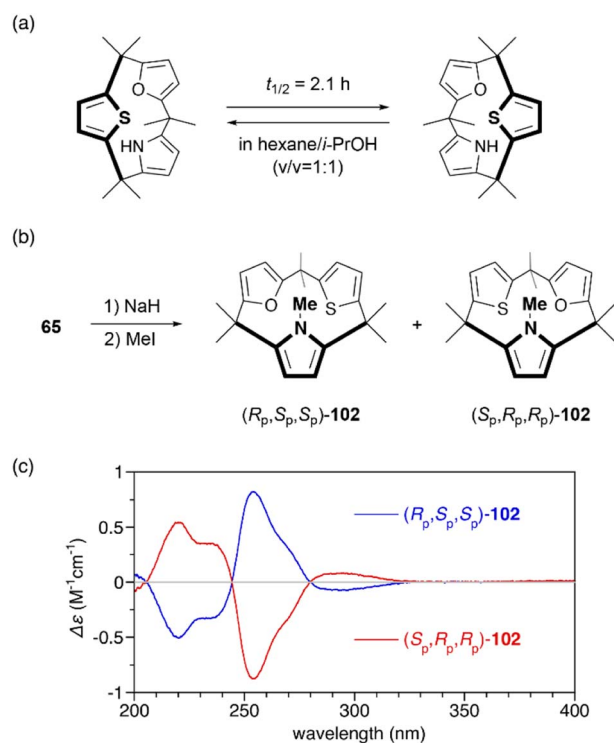 (a)
O
S
HN
t1/2 = 2.1 h
in hexane/i-PrOH
(v/v=1:1)
O
S
NH
(b)
65
1) NaH
2) MeI
O
S
Me
N
(Rp,Sp,Sp)-102
+
S
O
Me
N
(Sp,Rp,Rp)-102
(c)
Δε (M⁻¹cm⁻¹)
1
0.5
0
-0.5
-1
(Rp,Sp,Sp)-102
(Sp,Rp,Rp)-102
200
250
300
350
400
wavelength (nm)